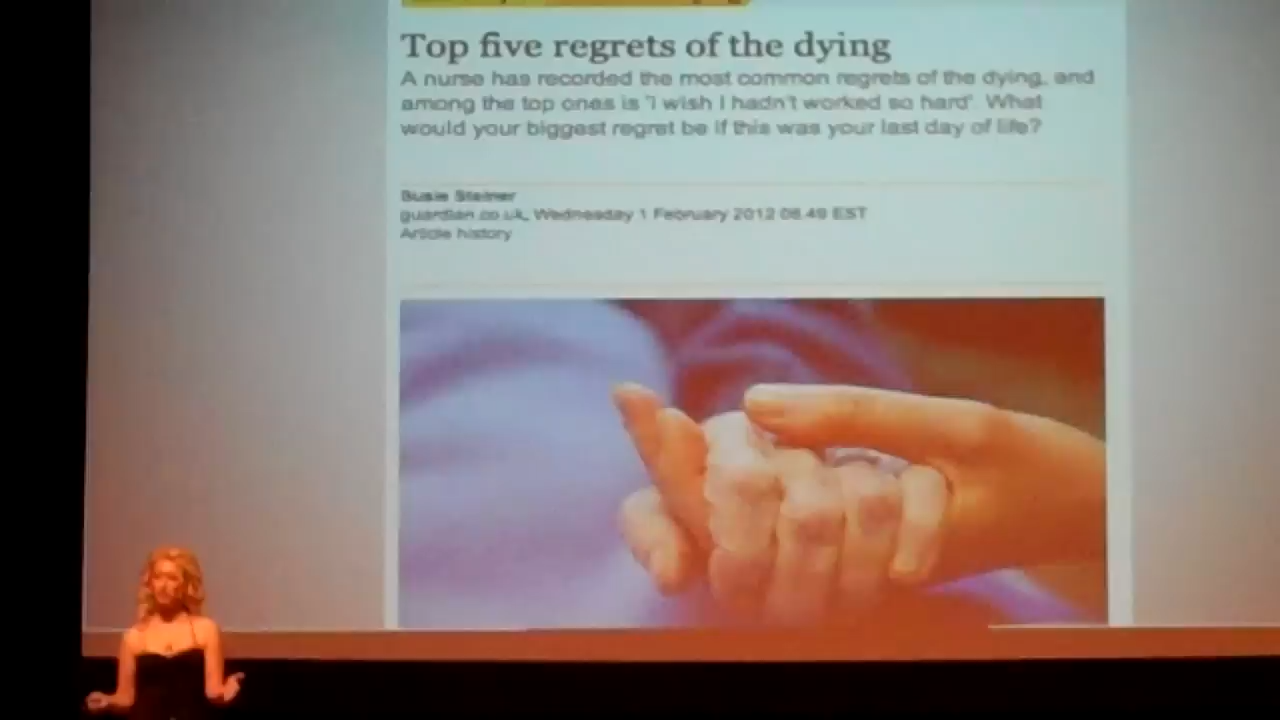 Top five regrets of the dying
A nurse has recorded the most common regrets of the dying, and
among the top ones is 'I wish I hadn't worked so hard'. What
would your biggest regret be if this was your last day of life?
Susie Steiner
guardian.co.uk, Wednesday 1 February 2012 06.49 EST
Article history